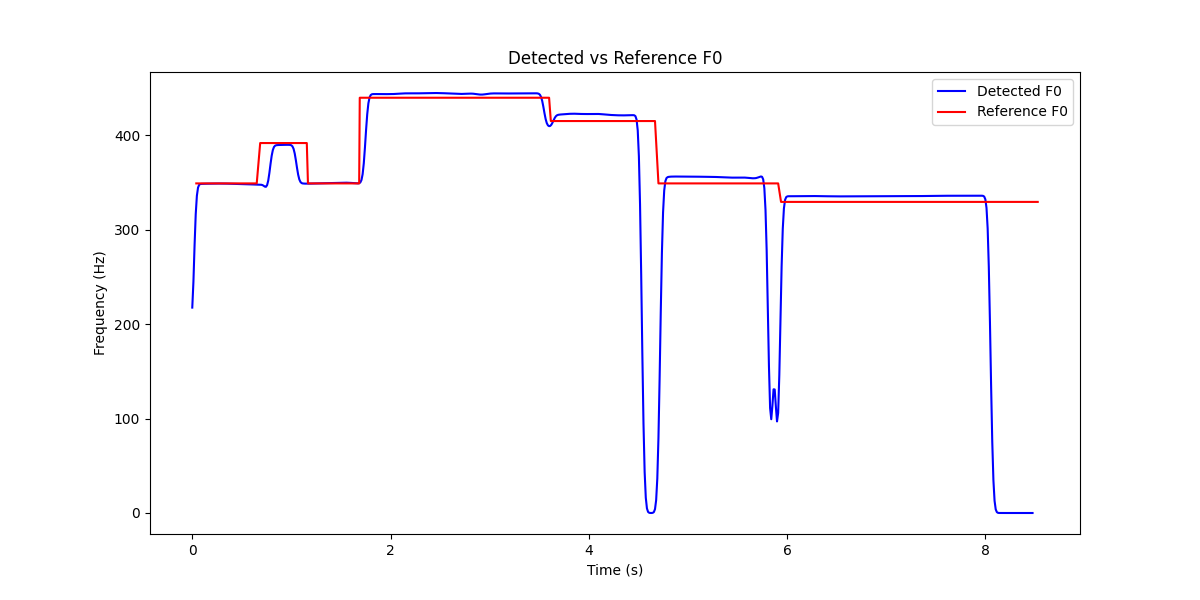 Detected vs Reference F0
Detected F0
Reference F0
Frequency (Hz)
400
300
200
100
0
0 2 4 6 8
Time (s)